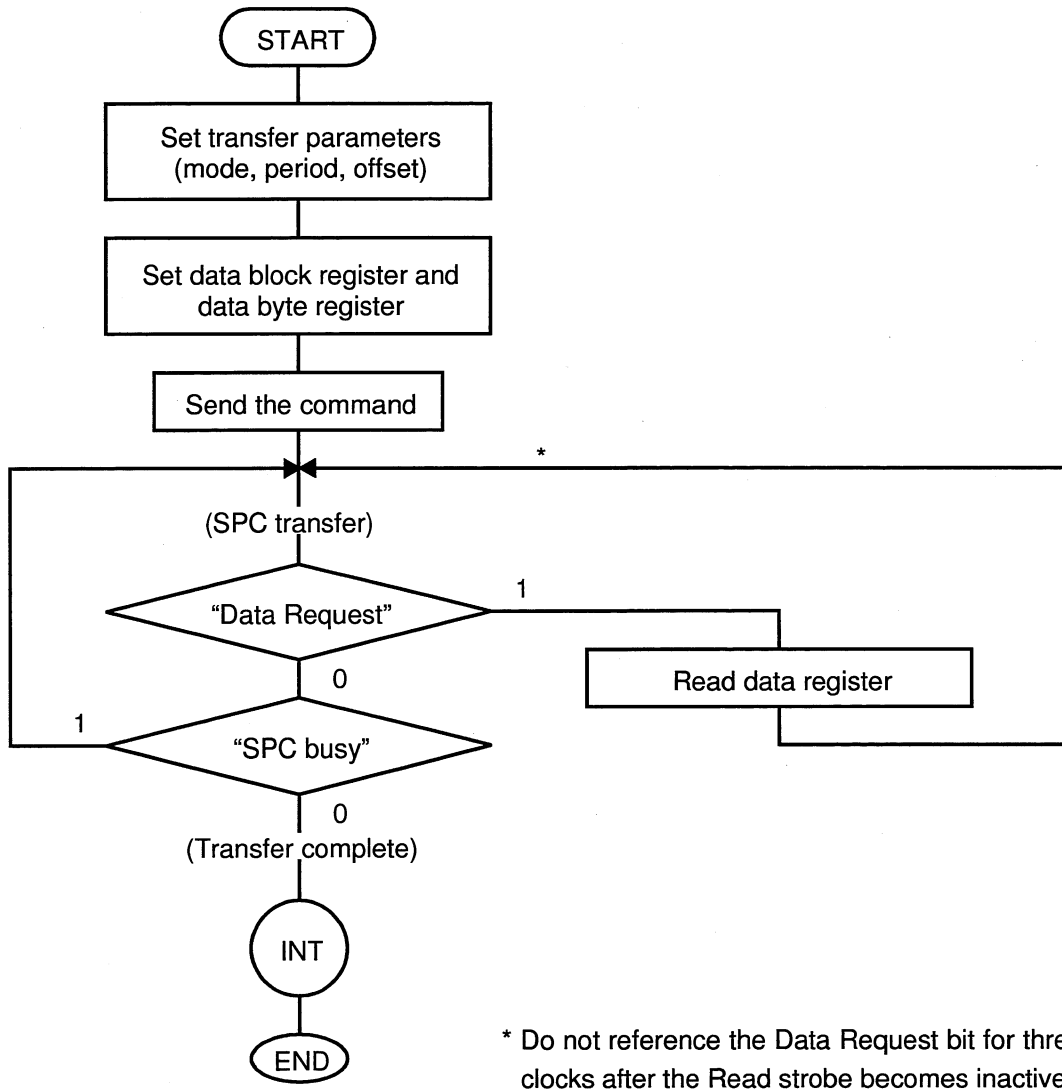 START
Set transfer parameters
(mode, period, offset)
Set data block register and
data byte register
Send the command
*
(SPC transfer)
"Data Request"
1
0
Read data register
"SPC busy"
1
0
(Transfer complete)
INT
END
* Do not reference the Data Request bit for
clocks after the Read strobe becomes inactive